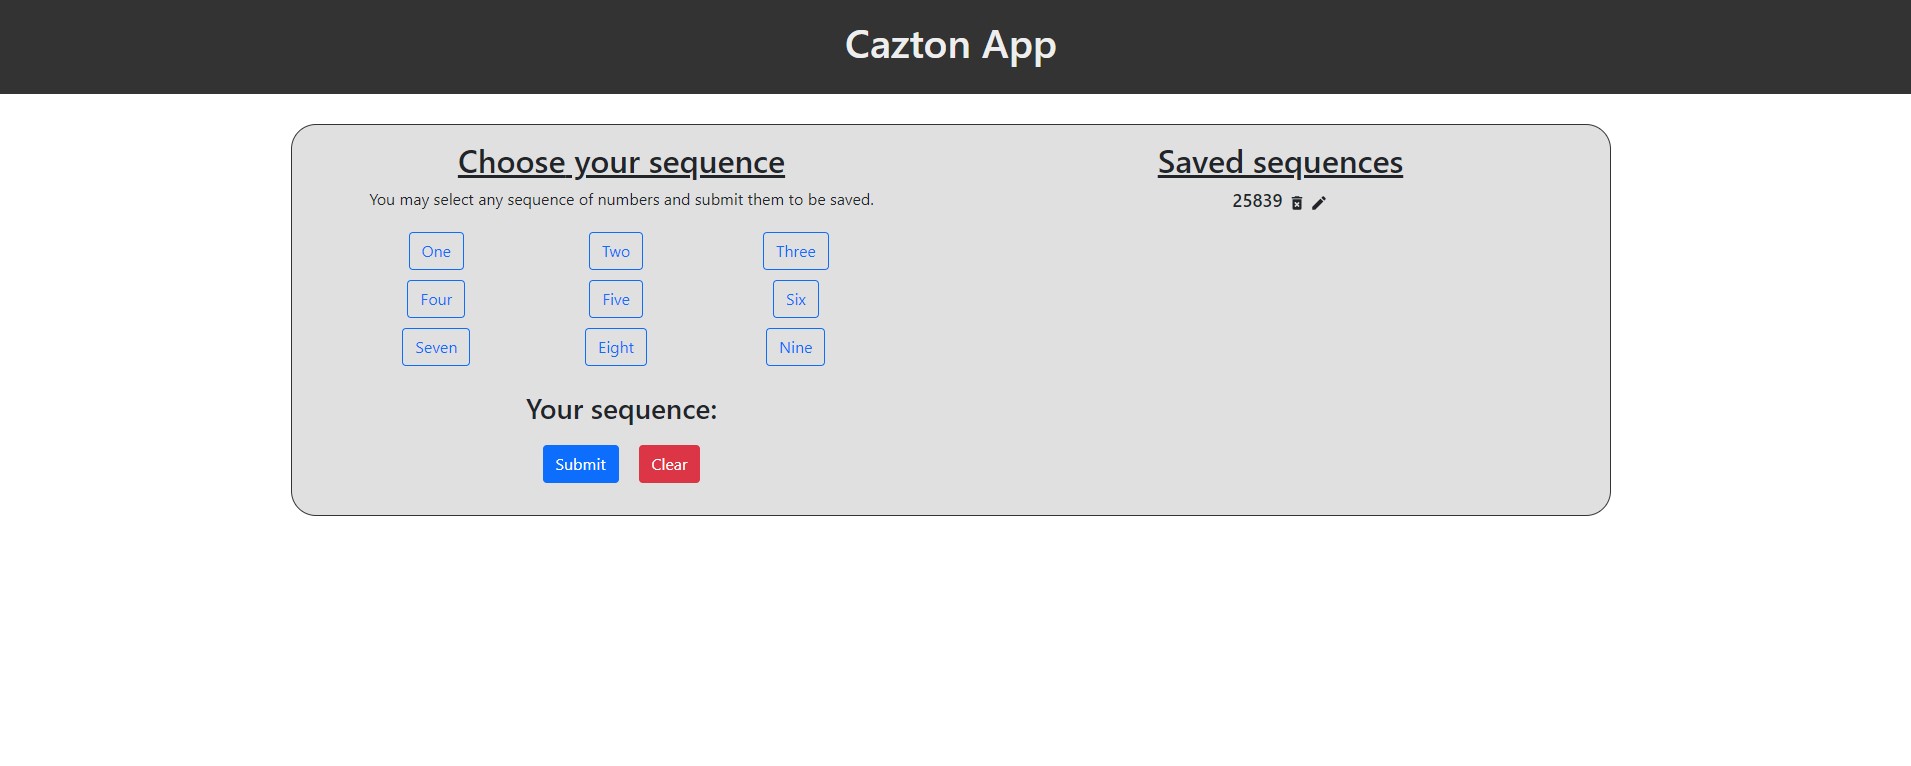 Cazton App
Choose your sequence
You may select any sequence of numbers and submit them to be saved.
One Two Three
Four Five Six
Seven Eight Nine
Your sequence:
Submit Clear
Saved sequences
25839